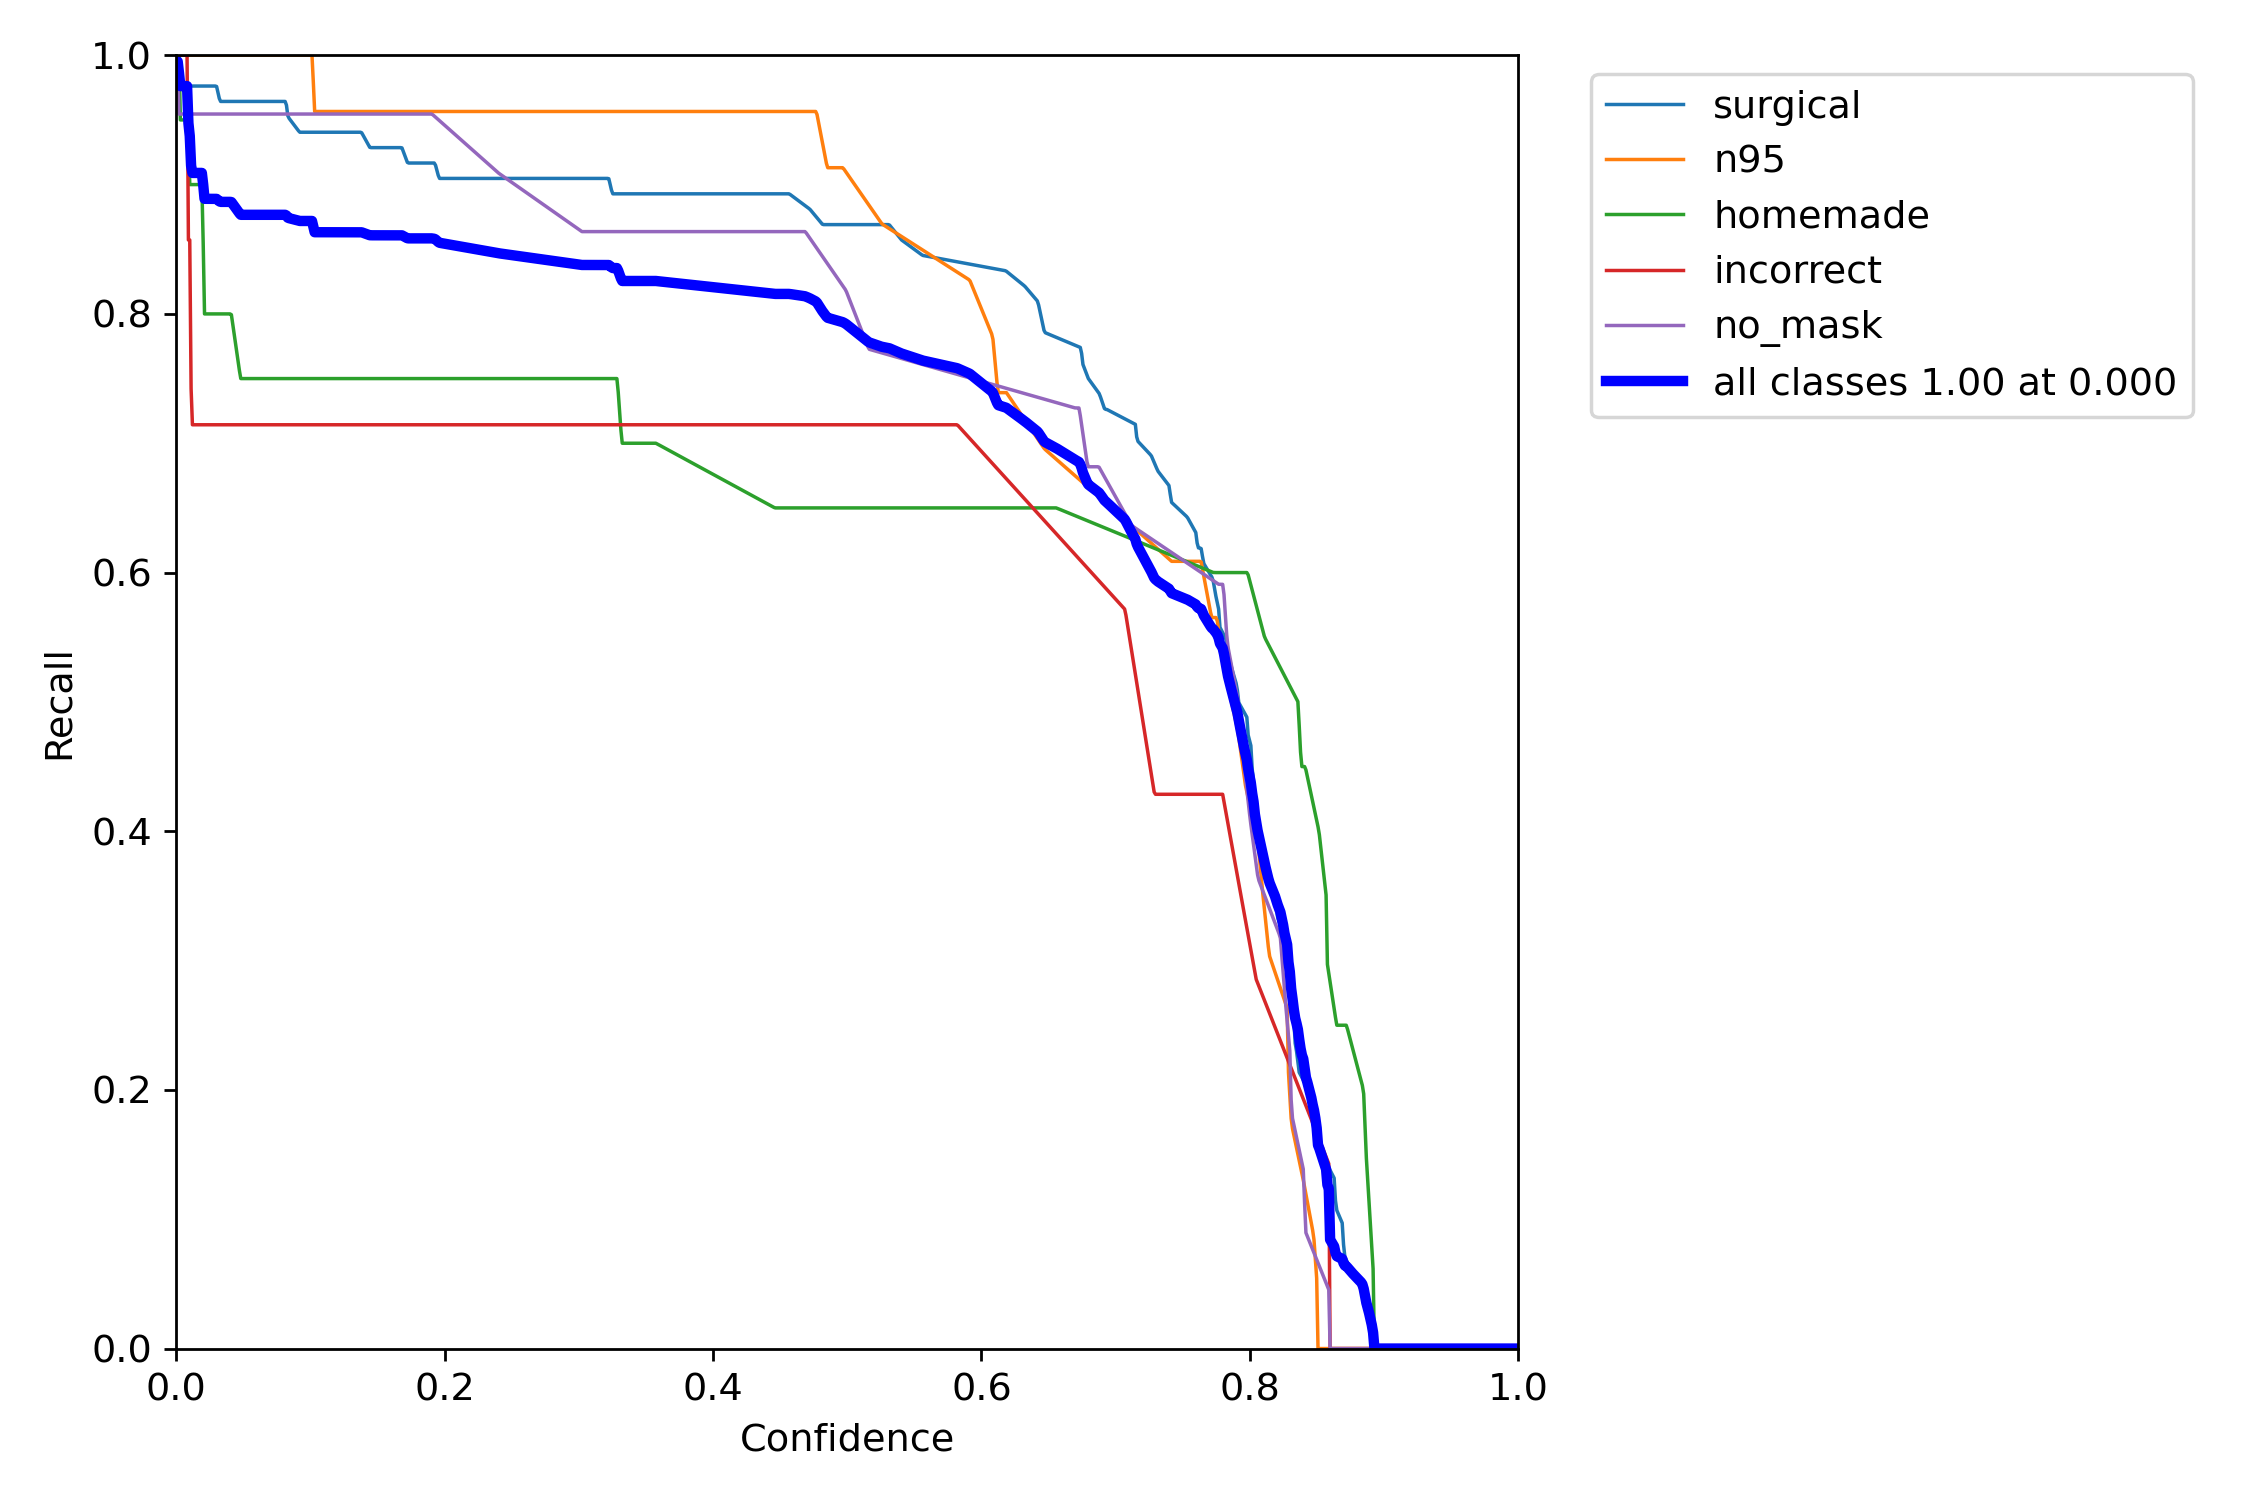 1.0
0.8
0.6
0.4
0.2
0.0
Recall
0.0 0.2 0.4 0.6 0.8 1.0
Confidence
surgical
n95
homemade
incorrect
no_mask
all classes 1.00 at 0.000